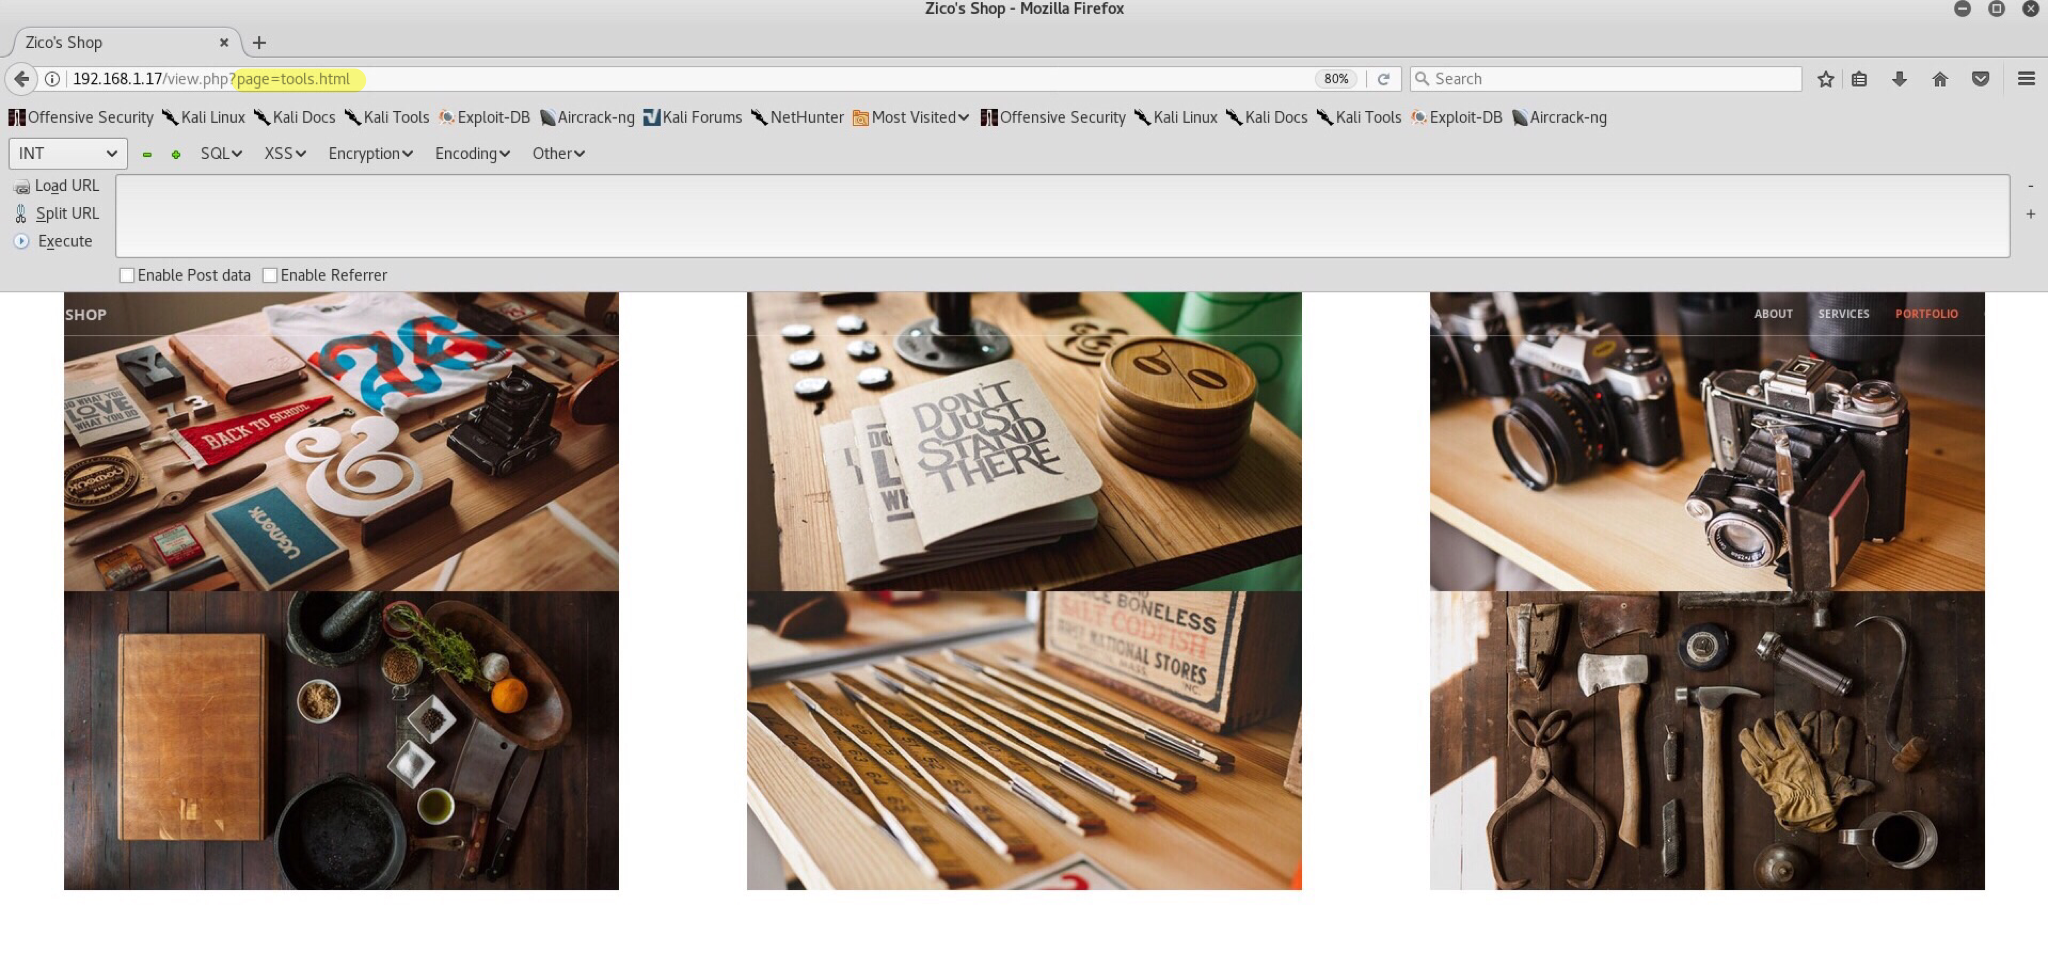 Zico's Shop - Mozilla Firefox
Zico's Shop
192.168.1.17/view.php?page=tools.html 80% Search
Offensive Security Kali Linux Kali Docs Kali Tools Exploit-DB Aircrack-ng Kali Forums NetHunter Most Visited Offensive Security Kali Linux Kali Docs Kali Tools Exploit-DB Aircrack-ng
INT SQL XSS Encryption Encoding Other
Load URL
Split URL
Execute
Enable Post data Enable Referrer
SHOP ABOUT SERVICES PORTFOLIO
WHAT YOU
LOVE
WHAT YOU DO
BACK TO SCHOOL
26
&
UGMONK
DON'T
JUST
STAND
THERE
%
BONELESS
SALT CODFISH
NATIONAL STORES
MASS.
INC.